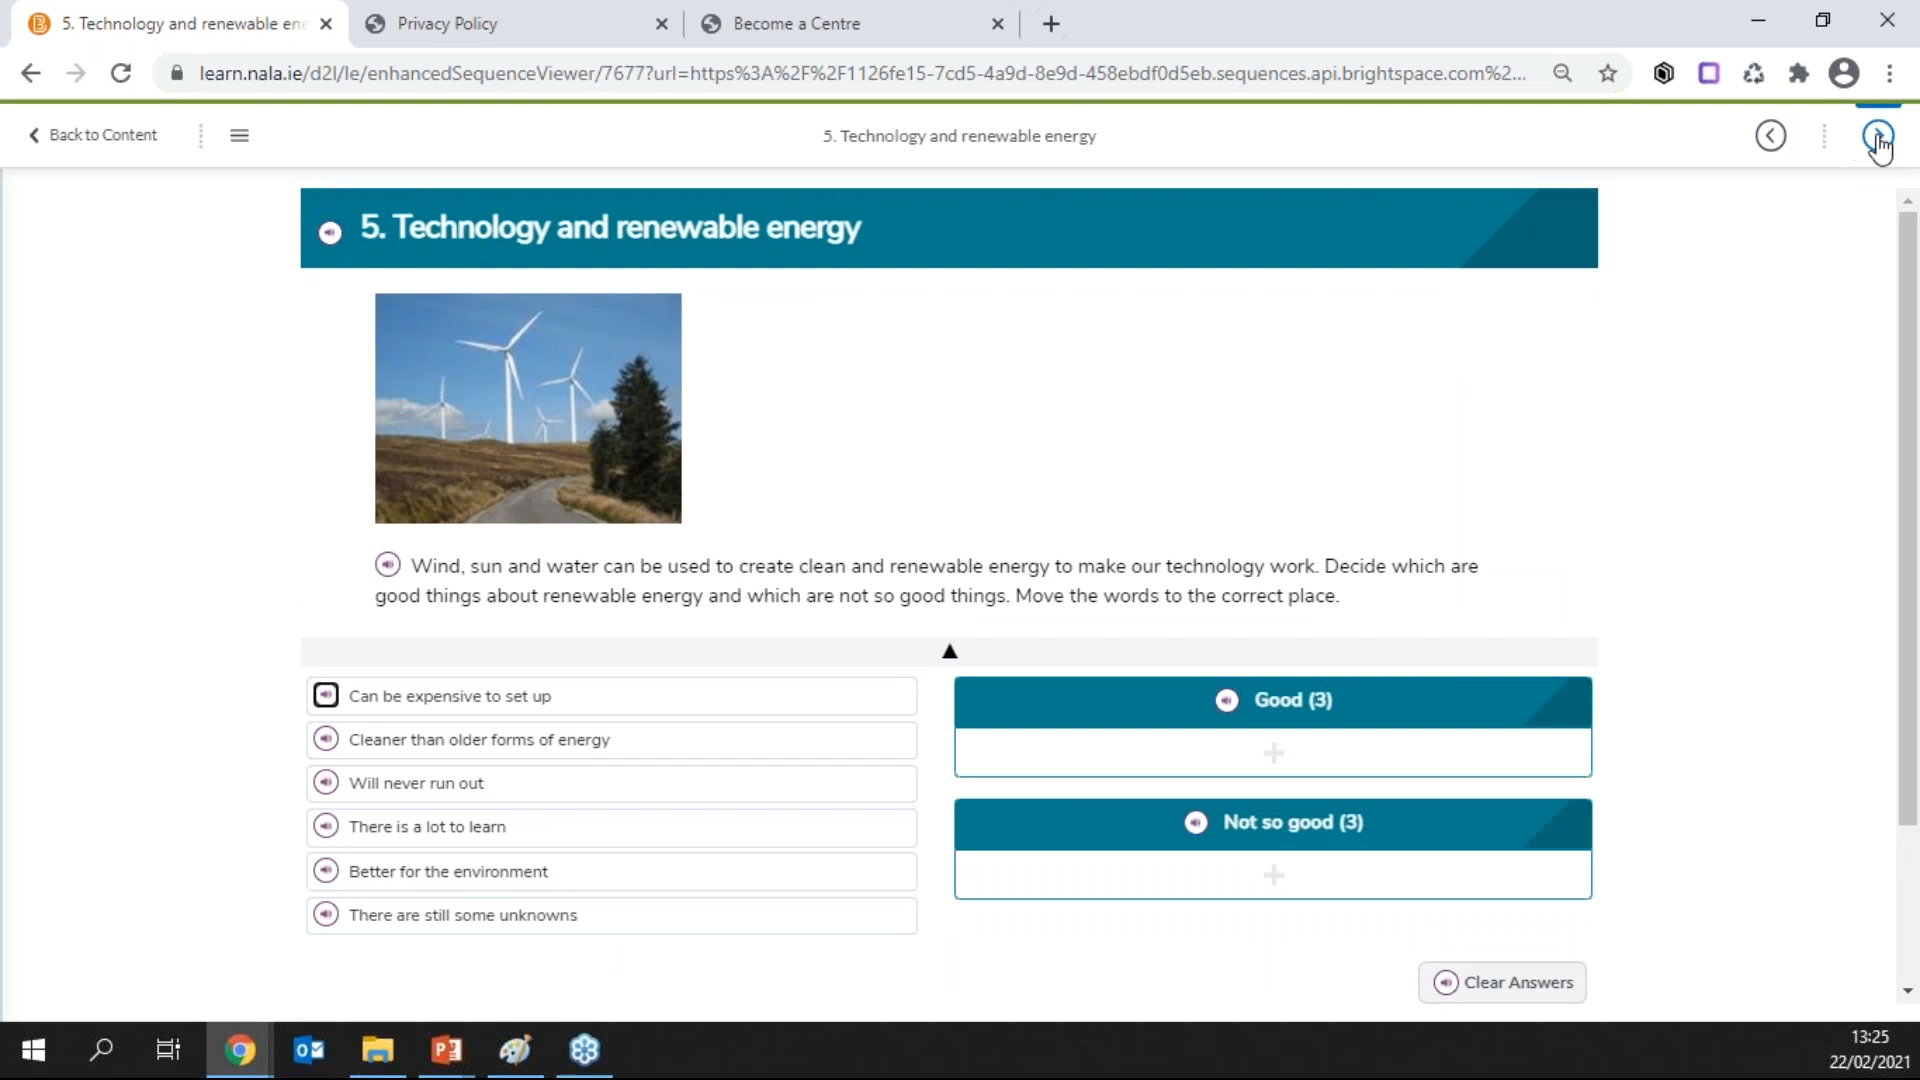 5. Technology and renewable ene
Privacy Policy
Become a Centre
learn.nala.ie/d2l/le/enhancedSequenceViewer/7677?url=https%3A%2F%2F1126fe15-7cd5-4a9d-8e9d-458ebdf0d5eb.sequences.api.brightspace.com%2...
Back to Content
5. Technology and renewable energy
5. Technology and renewable energy
Wind, sun and water can be used to create clean and renewable energy to make our technology work. Decide which are
good things about renewable energy and which are not so good things. Move the words to the correct place.
Can be expensive to set up
Cleaner than older forms of energy
Will never run out
There is a lot to learn
Better for the environment
There are still some unknowns
Good (3)
Not so good (3)
Clear Answers
13:25
22/02/2021